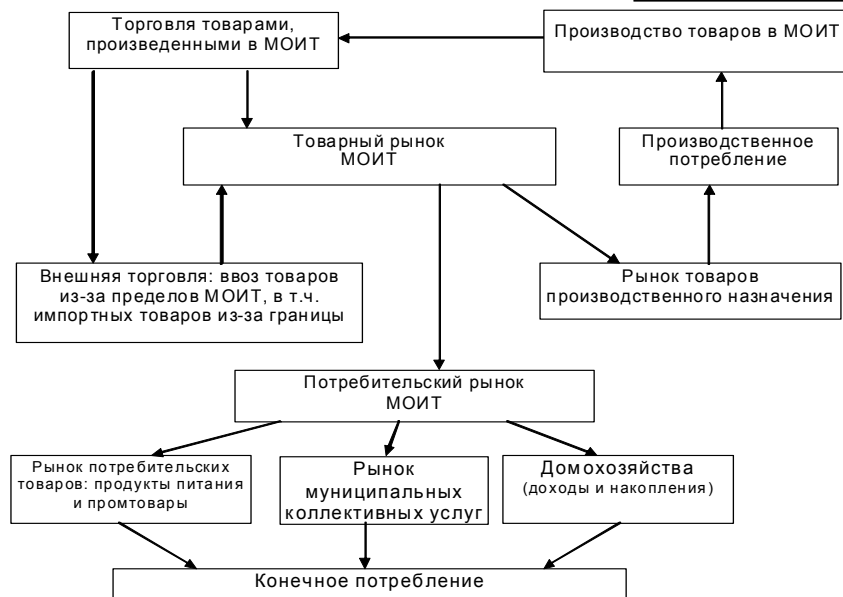 Торговля товарами,
произведенными в МОИТ
Производство товаров в МОИТ
Товарный рынок
МОИТ
Производственное
потребление
Внешняя торговля: ввоз товаров
из-за пределов МОИТ, в т.ч.
импортных товаров из-за границы
Рынок товаров
производственного назначения
Потребительский рынок
МОИТ
Рынок потребительских
товаров: продукты питания
и промтовары
Рынок
муниципальных
коллективных услуг
Домохозяйства
(доходы и накопления)
Конечное потребление